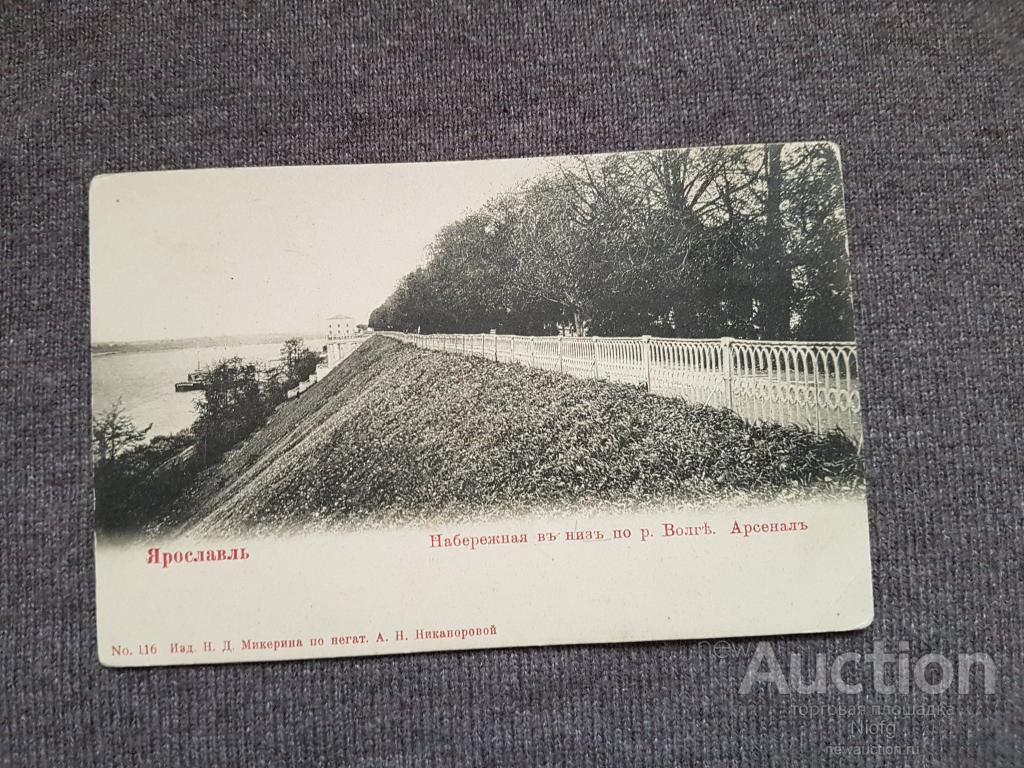 Ярославль
Набережная въ низъ по р. Волгѣ. Арсеналъ
No. 116 Изд. Н. Д. Микерина по негат. А. Н. Никаноровой
Auction
торговая площадка
Niofg
newauction.ru